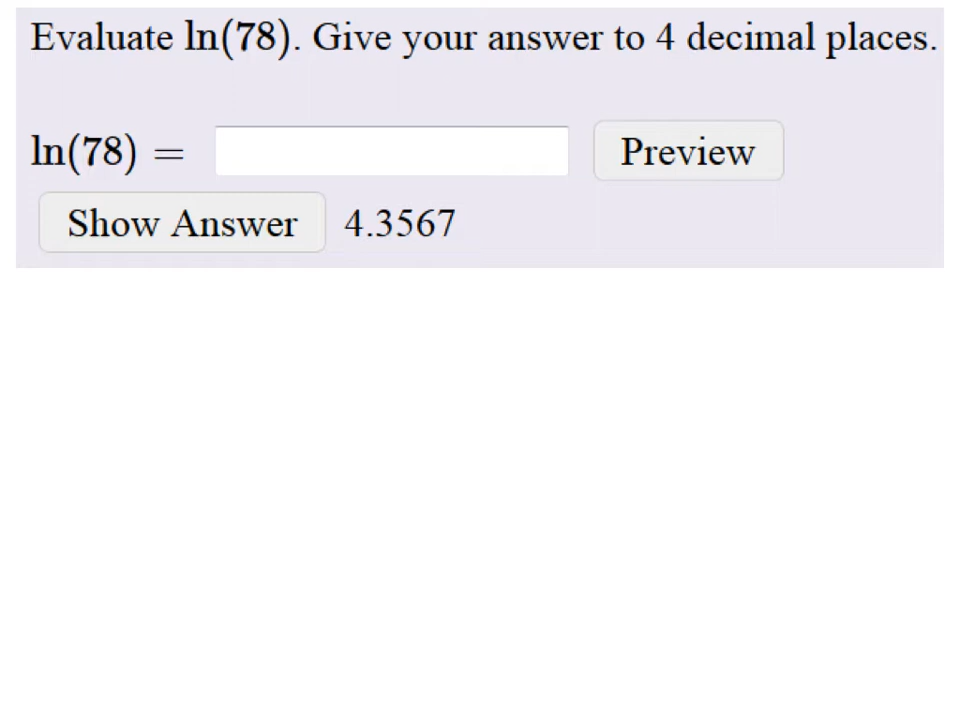 Evaluate ln(78). Give your answer to 4 decimal places.
ln(78) = Preview
Show Answer 4.3567